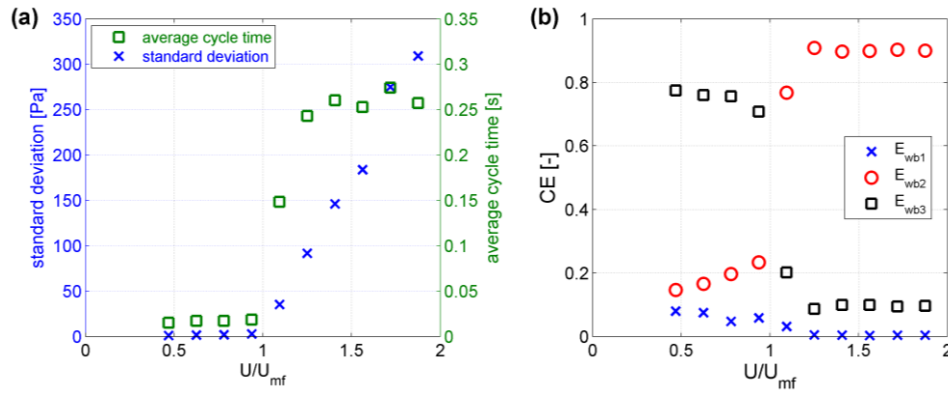 (a)
average cycle time
standard deviation
standard deviation [Pa]
350
300
250
200
150
100
50
0
0.35
0.3
0.25
0.2
0.15
0.1
0.05
0
average cycle time [s]
0
0.5
1
1.5
2
U/U_mf
(b)
CE [-]
1
0.8
0.6
0.4
0.2
0
E_wb1
E_wb2
E_wb3
0
0.5
1
1.5
2
U/U_mf